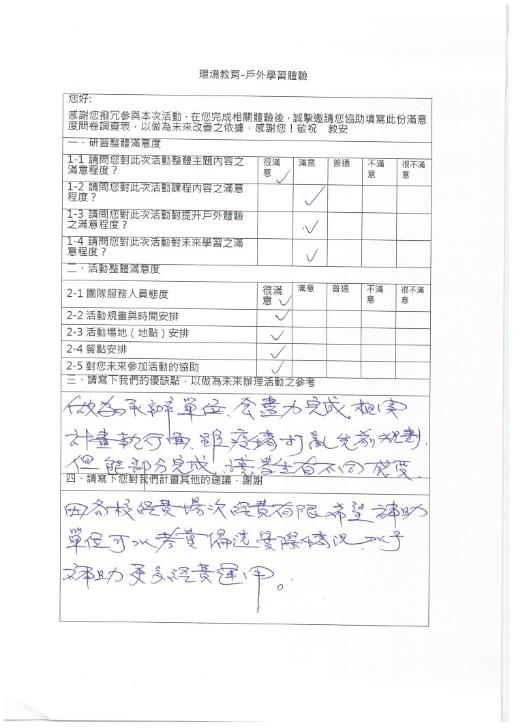 環境教育-戶外學習體驗
您好:
感謝您撥冗參與本次活動，在您完成相關體驗後，誠摯邀請您協助填寫此份滿意
度問卷調查表，以做為未來改善之依據，感謝您！敬祝 教安
一、研習整體滿意度
1-1 請問您對此次活動整體主題內容之
滿意程度？
很滿意 滿意 普通 不滿意 很不滿意
1-2 請問您對此次活動課程內容之滿意
程度？
1-3 請問您對此次活動對提升戶外體驗
之滿意程度？
1-4 請問您對此次活動對未來學習之滿
意程度？
二、活動整體滿意度
2-1 團隊服務人員態度
很滿意 滿意 普通 不滿意 很不滿意
2-2 活動規畫與時間安排
2-3 活動場地（地點）安排
2-4 餐點安排
2-5 對您未來參加活動的協助
三、請寫下我們的優缺點，以做為未來辦理活動之參考
做為承辦單位，會盡力完成相關
計畫執行面，雖疫情打亂先前規劃，
但能部分完成，讓學生有不同感受。
四、請寫下您對我們計畫其他的建議，謝謝
因各校經費場次經費有限，希望補助
單位可以考量偏遠實際情況，以予
補助更多經費運用。